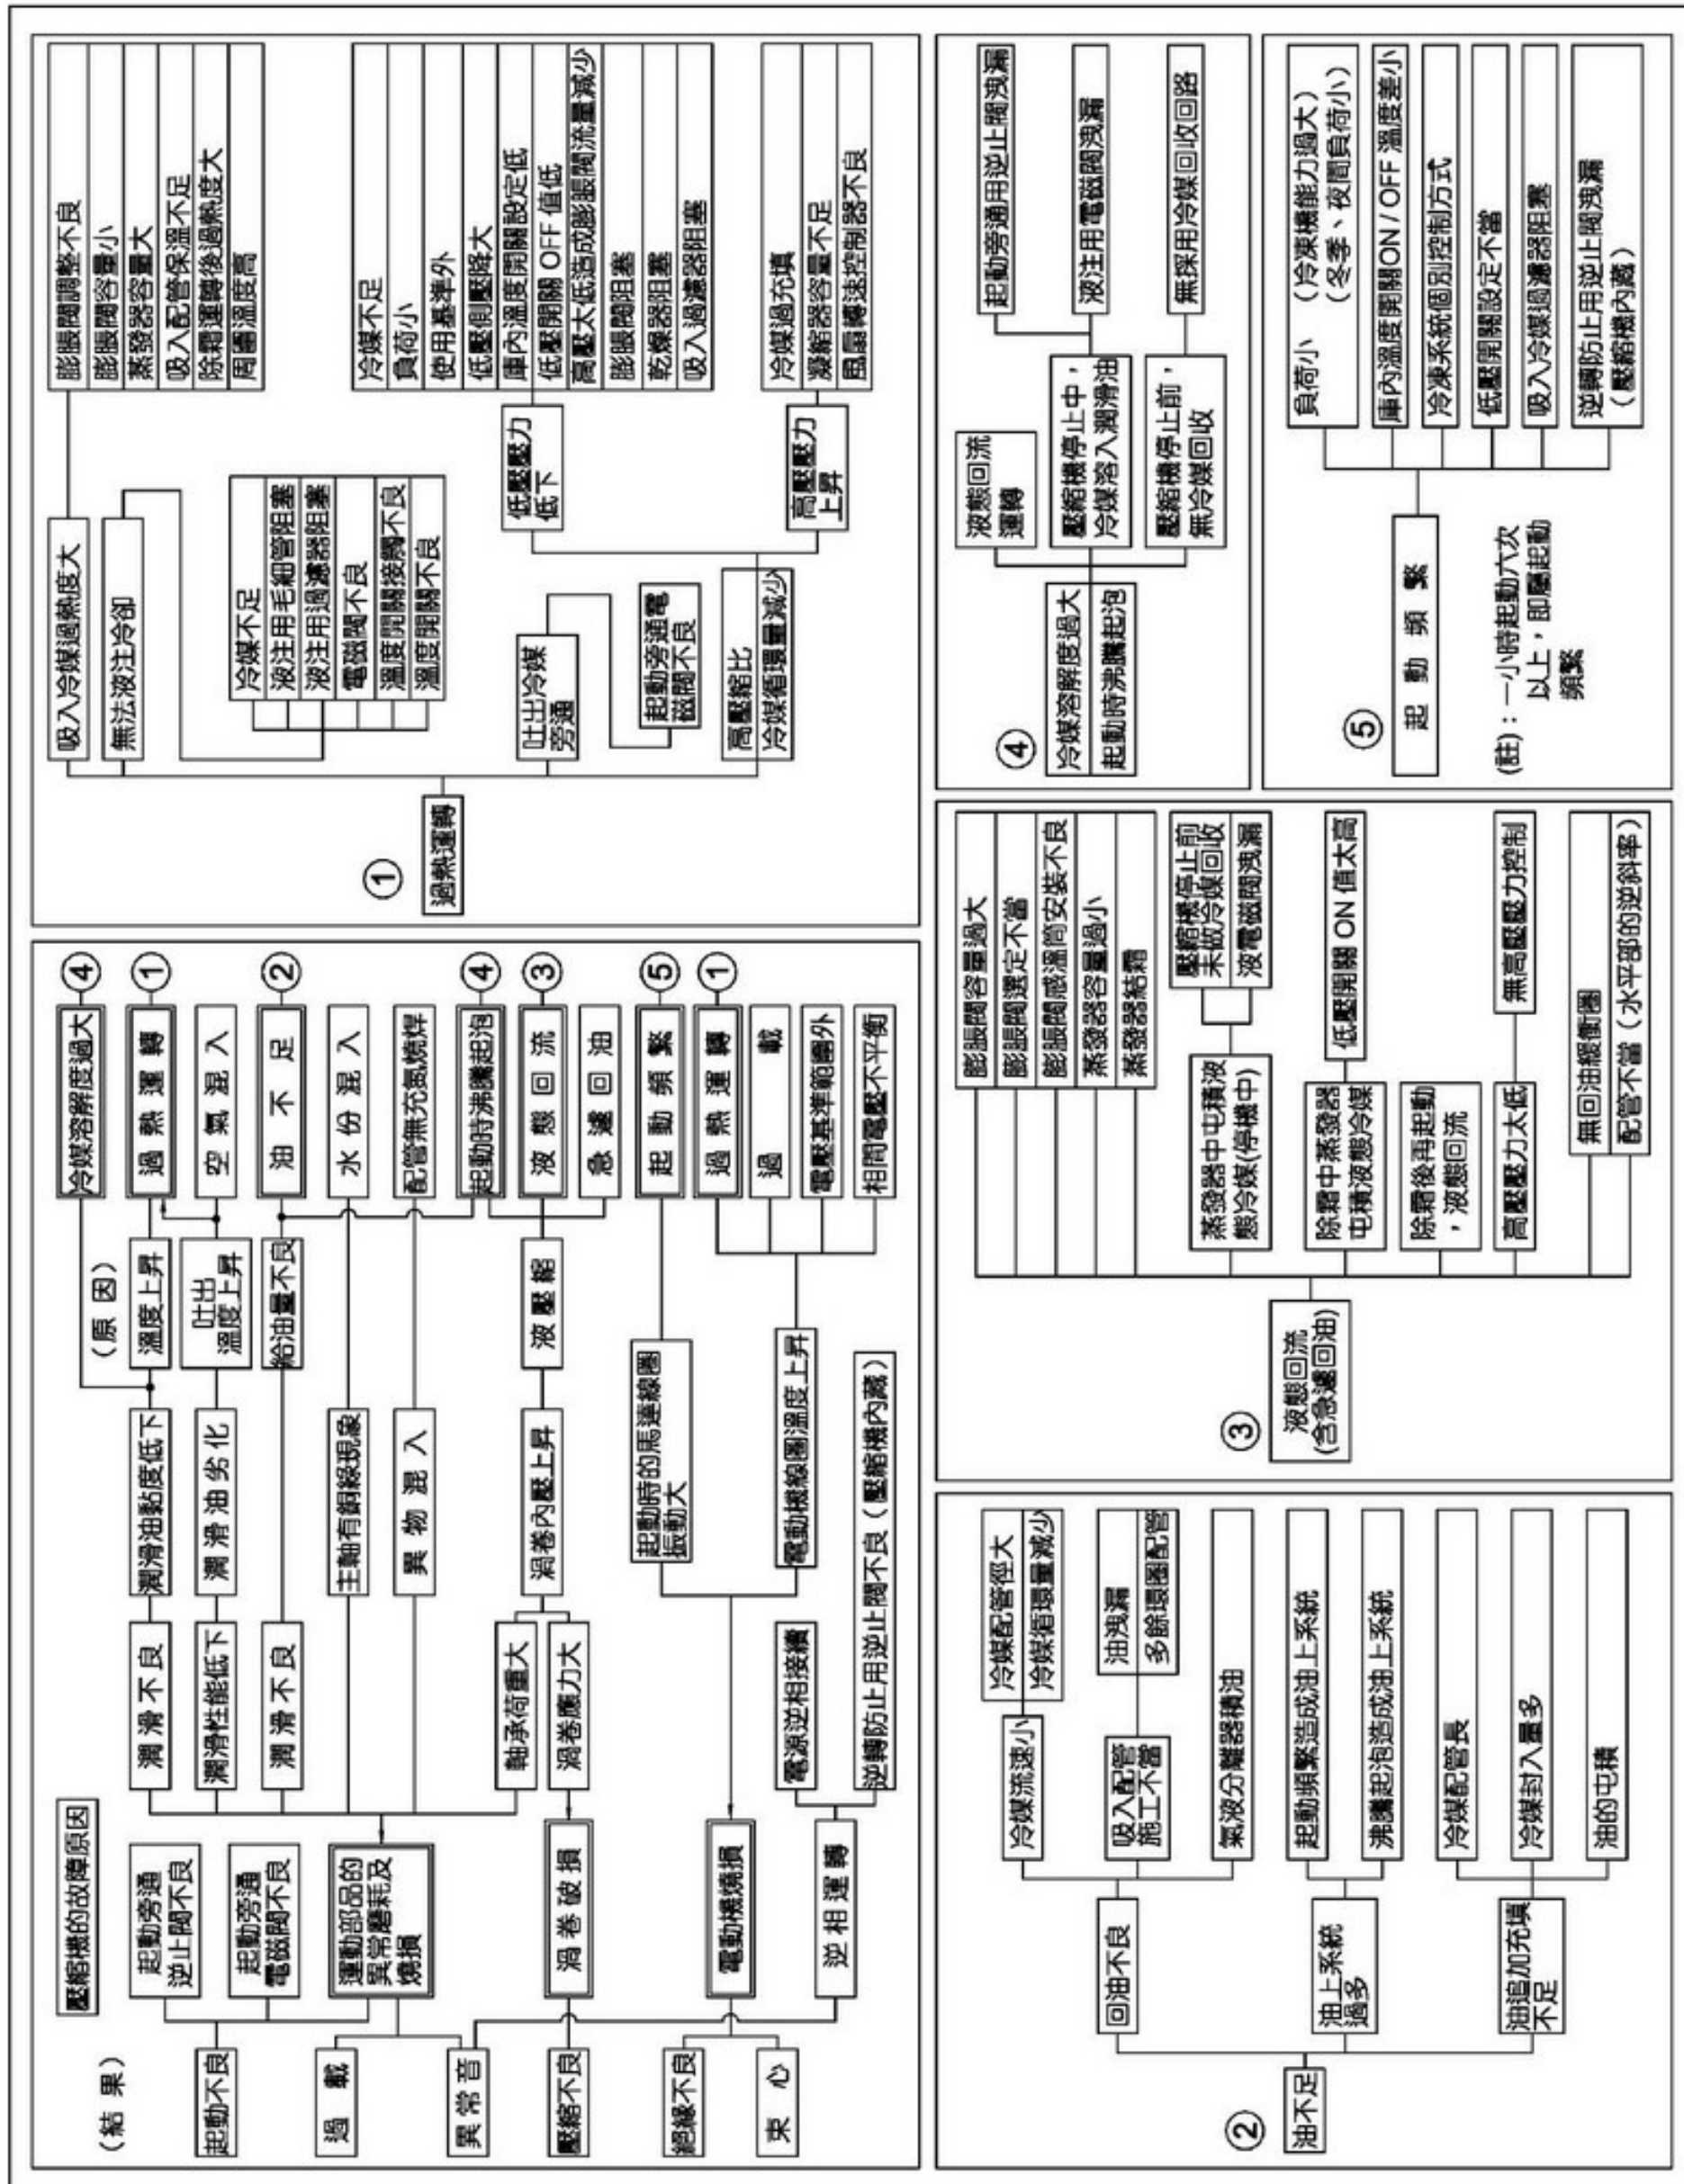 壓縮機的故障原因
（結 果）
（原 因）
起動不良
過 載
異常音
壓縮不良
絕緣不良
束 心
起動旁通
逆止閥不良
起動旁通
電磁閥不良
運動部品的
異常磨耗及
燒損
渦卷破損
電動機燒損
逆相運轉
潤滑不良
潤滑性能低下
潤滑不良
軸承荷重大
渦卷應力大
電源逆相接續
逆轉防止用逆止閥不良（壓縮機內藏）
潤滑油黏度低下
潤滑油劣化
主軸有銅綠現象
異物混入
渦卷內壓上昇
起動時的馬達線圈
振動大
電動機線圈溫度上昇
溫度上昇
吐出
溫度上昇
給油量不良
液壓縮
冷媒溶解度過大 ④
過熱運轉 ①
空氣混入
油不足 ②
水份混入
配管無充氮燒焊
起動時沸騰起泡 ④
液態回流 ③
急遽回油
起動頻繁 ⑤
過熱運轉 ①
過 載
電壓基準範圍外
相間電壓不平衡
①
過熱運轉
吸入冷媒過熱度大
膨脹閥調整不良
膨脹閥容量小
蒸發器容量大
吸入配管保溫不足
除霜運轉後過熱度大
周圍溫度高
無法液注冷卻
冷媒不足
液注用毛細管阻塞
液注用過濾器阻塞
電磁閥不良
溫度開關接觸不良
溫度開關不良
吐出冷媒
旁通
起動旁通電
磁閥不良
高壓縮比
冷媒循環量減少
低壓壓力
低下
冷媒不足
負荷小
使用基準外
低壓側壓降大
庫內溫度開關設定低
低壓開關 OFF 值低
高壓太低造成膨脹閥流量減少
膨脹閥阻塞
乾燥器阻塞
吸入過濾器阻塞
高壓壓力
上昇
冷媒過充填
凝縮器容量不足
風扇轉速控制器不良
②
油不足
回油不良
冷媒流速小
冷媒配管徑大
冷媒循環量減少
吸入配管
施工不當
油洩漏
多餘環圈配管
氣液分離器積油
油上系統
過多
起動頻繁造成油上系統
沸騰起泡造成油上系統
油追加充填
不足
冷媒配管長
冷媒封入量多
油的屯積
③
液態回流
(含急遽回油)
膨脹閥容量過大
膨脹閥選定不當
膨脹閥感溫筒安裝不良
蒸發器容量過小
蒸發器結霜
蒸發器中屯積液
態冷媒(停機中)
壓縮機停止前
未做冷媒回收
液電磁閥洩漏
除霜中蒸發器
屯積液態冷媒
低壓開關 ON 值太高
除霜後再起動
，液態回流
高壓壓力太低
無高壓壓力控制
無回油緩衝圈
配管不當（水平部的逆斜率）
④
冷媒溶解度過大
起動時沸騰起泡
液態回流
運轉
壓縮機停止中，
冷媒溶入潤滑油
起動旁通用逆止閥洩漏
液注用電磁閥洩漏
壓縮機停止前，
無冷媒回收
無採用冷媒回收回路
⑤
起動頻繁
負荷小 （冷凍機能力過大）
（冬季、夜間負荷小）
庫內溫度開關ON / OFF 溫度差小
冷凍系統個別控制方式
低壓開關設定不當
吸入冷媒過濾器阻塞
逆轉防止用逆止閥洩漏
（壓縮機內藏）
(註)：一小時起動六次
以上，即屬起動
頻繁